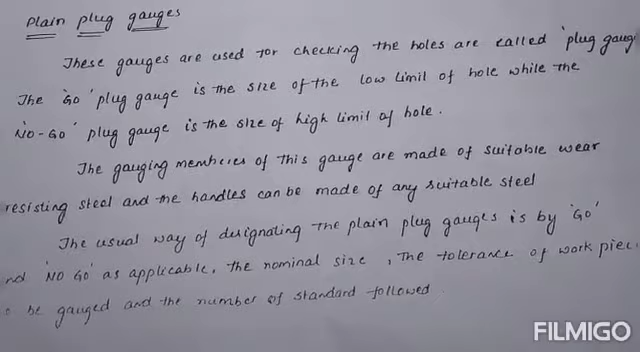 Plain plug gauges
These gauges are used for checking the holes are called 'plug gaug
The 'Go' plug gauge is the size of the low limit of hole while the
'NO-GO' plug gauge is the size of high limit of hole.
The gauging members of this gauge are made of suitable wear
resisting steel and the handles can be made of any suitable steel
The usual way of designating the plain plug gauges is by 'GO'
nd 'NO GO' as applicable, the nominal size, The tolerance of work piec
o be gauged and the number of standard followed.
FILMIGO